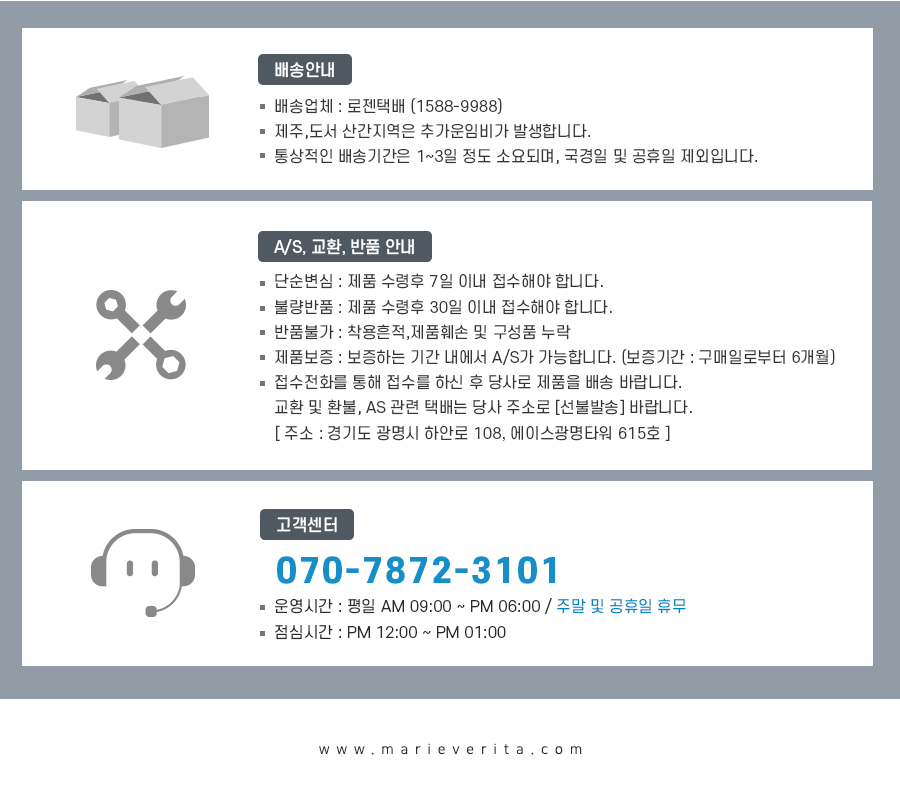 배송안내
배송업체 : 로젠택배 (1588-9988)
제주,도서 산간지역은 추가운임비가 발생합니다.
통상적인 배송기간은 1~3일 정도 소요되며, 국경일 및 공휴일 제외입니다.
A/S, 교환, 반품 안내
단순변심 : 제품 수령후 7일 이내 접수해야 합니다.
불량반품 : 제품 수령후 30일 이내 접수해야 합니다.
반품불가 : 착용흔적,제품훼손 및 구성품 누락
제품보증 : 보증하는 기간 내에서 A/S가 가능합니다. (보증기간 : 구매일로부터 6개월)
접수전화를 통해 접수를 하신 후 당사로 제품을 배송 바랍니다.
교환 및 환불, AS 관련 택배는 당사 주소로 [선불발송] 바랍니다.
[ 주소 : 경기도 광명시 하안로 108, 에이스광명타워 615호 ]
고객센터
070-7872-3101
운영시간 : 평일 AM 09:00 ~ PM 06:00 / 주말 및 공휴일 휴무
점심시간 : PM 12:00 ~ PM 01:00
www.marieverita.com